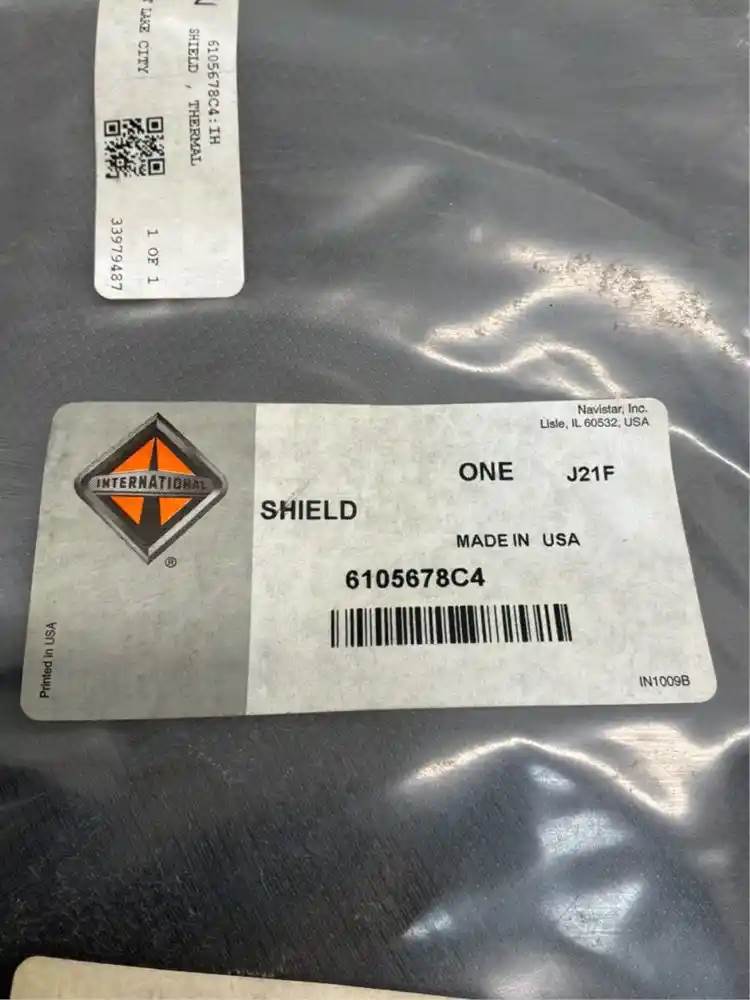 6105678C4:IH
SHIELD , THERMAL
LAKE CITY
1 OF 1
33979487
Navistar, Inc.
Lisle, IL 60532, USA
INTERNATIONAL
®
ONE J21F
SHIELD
MADE IN USA
6105678C4
IN1009B
Printed in USA